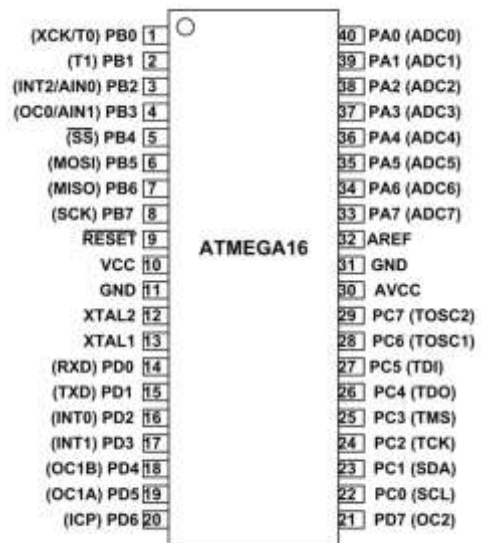 (XCK/T0) PB0 1 40 PA0 (ADC0)
(T1) PB1 2 39 PA1 (ADC1)
(INT2/AIN0) PB2 3 38 PA2 (ADC2)
(OC0/AIN1) PB3 4 37 PA3 (ADC3)
(SS) PB4 5 36 PA4 (ADC4)
(MOSI) PB5 6 35 PA5 (ADC5)
(MISO) PB6 7 34 PA6 (ADC6)
(SCK) PB7 8 33 PA7 (ADC7)
RESET 9 ATMEGA16 32 AREF
VCC 10 31 GND
GND 11 30 AVCC
XTAL2 12 29 PC7 (TOSC2)
XTAL1 13 28 PC6 (TOSC1)
(RXD) PD0 14 27 PC5 (TDI)
(TXD) PD1 15 26 PC4 (TDO)
(INT0) PD2 16 25 PC3 (TMS)
(INT1) PD3 17 24 PC2 (TCK)
(OC1B) PD4 18 23 PC1 (SDA)
(OC1A) PD5 19 22 PC0 (SCL)
(ICP) PD6 20 21 PD7 (OC2)